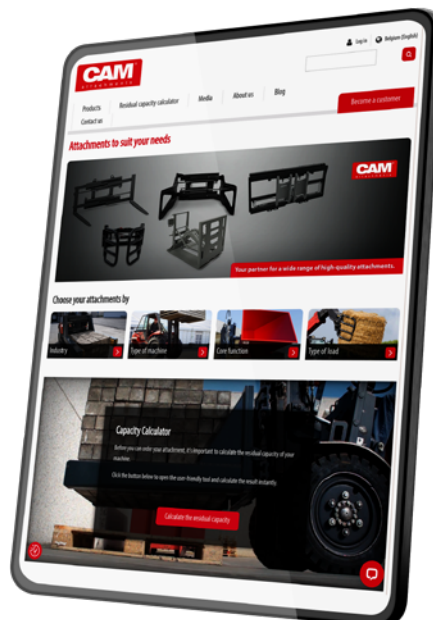 CAM
attachments
Log in
Belgium (English)
Products
Residual capacity calculator
Media
About us
Blog
Contact us
Become a customer
Attachments to suit your needs
CAM
attachments
Your partner for a wide range of high-quality attachments.
Choose your attachments by
Industry
Type of machine
Core function
Type of load
Capacity Calculator
Before you can order your attachment, it's important to calculate the residual capacity of your
machine.
Click the button below to open the user-friendly tool and calculate the result instantly.
Calculate the residual capacity